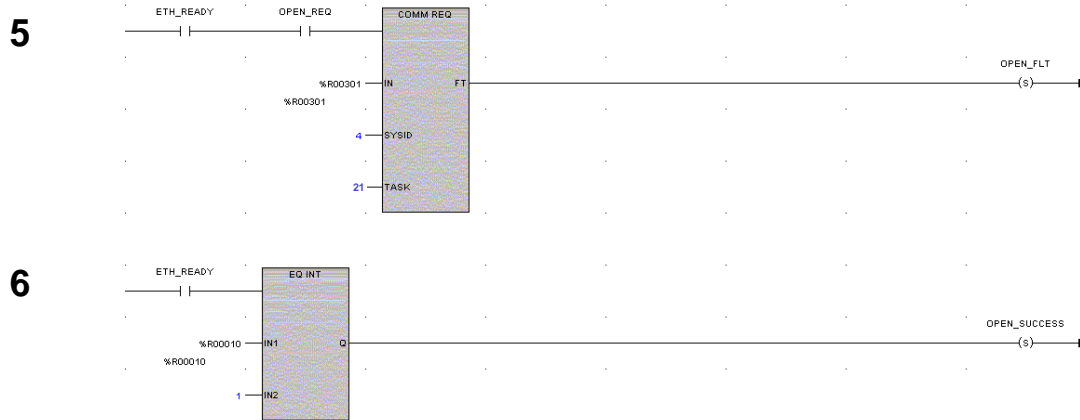 5
ETH_READY OPEN_REQ COMM REQ
OPEN_FLT
%R00301 IN FT (S)
%R00301
4 SYSID
21 TASK
6
ETH_READY EQ INT
OPEN_SUCCESS
%R00010 IN1 Q (S)
%R00010
1 IN2